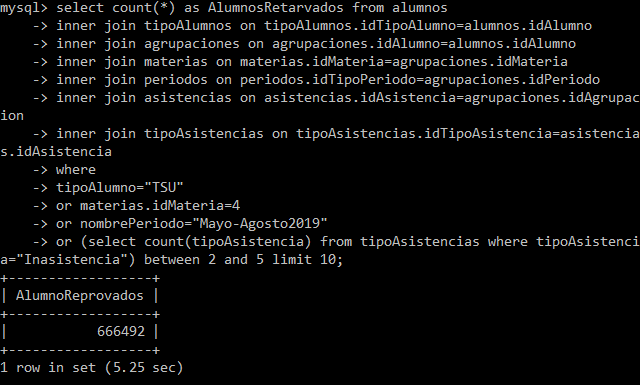 mysql> select count(*) as AlumnosRetarvados from alumnos
    -> inner join tipoAlumnos on tipoAlumnos.idTipoAlumno=alumnos.idAlumno
    -> inner join agrupaciones on agrupaciones.idAlumno=alumnos.idAlumno
    -> inner join materias on materias.idMateria=agrupaciones.idMateria
    -> inner join periodos on periodos.idTipoPeriodo=agrupaciones.idPeriodo
    -> inner join asistencias on asistencias.idAsistencia=agrupaciones.idAgrupac
ion
    -> inner join tipoAsistencias on tipoAsistencias.idTipoAsistencia=asistencia
s.idAsistencia
    -> where
    -> tipoAlumno="TSU"
    -> or materias.idMateria=4
    -> or nombrePeriodo="Mayo-Agosto2019"
    -> or (select count(tipoAsistencia) from tipoAsistencias where tipoAsistenci
a="Inasistencia") between 2 and 5 limit 10;
+------------------+
| AlumnoReprovados |
+------------------+
|           666492 |
+------------------+
1 row in set (5.25 sec)